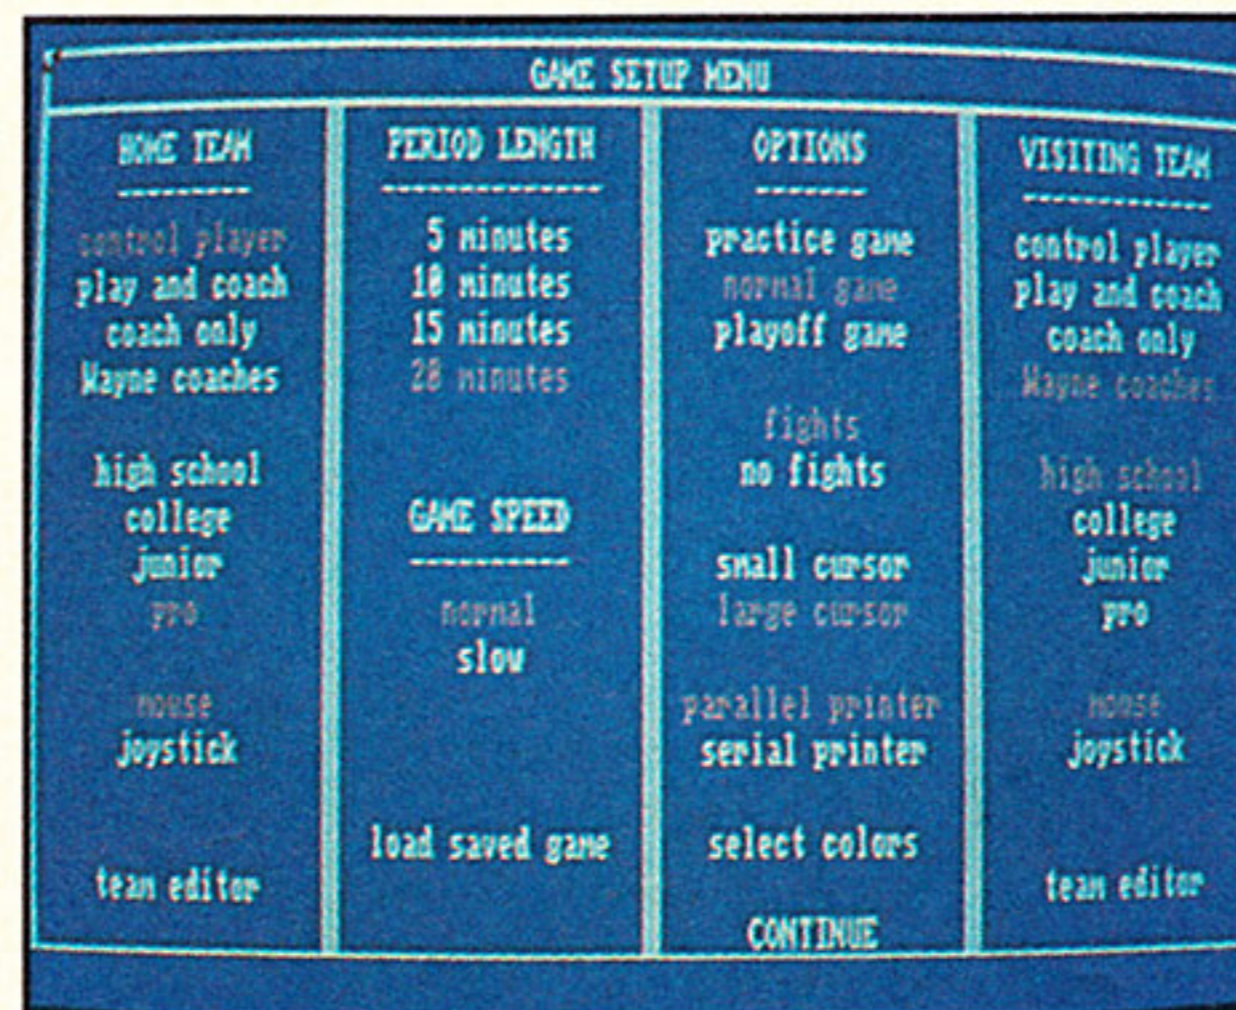 GAME SETUP MENU
HOME TEAM
---------
control player
play and coach
coach only
Wayne coaches
high school
college
junior
pro
mouse
joystick
team editor
PERIOD LENGTH
-------------
5 minutes
10 minutes
15 minutes
20 minutes
GAME SPEED
----------
normal
slow
load saved game
OPTIONS
-------
practice game
normal game
playoff game
fights
no fights
small cursor
large cursor
parallel printer
serial printer
select colors
CONTINUE
VISITING TEAM
-------------
control player
play and coach
coach only
Wayne coaches
high school
college
junior
pro
mouse
joystick
team editor